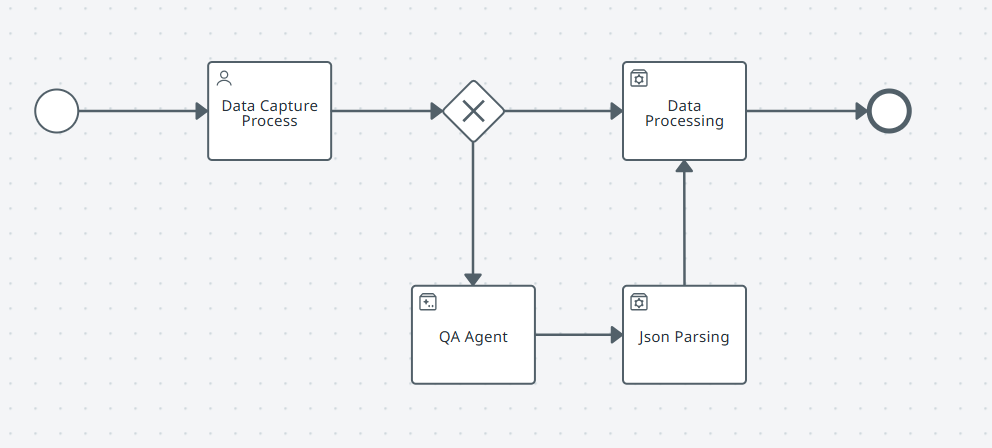 Data Capture
Process
Data
Processing
QA Agent
Json Parsing